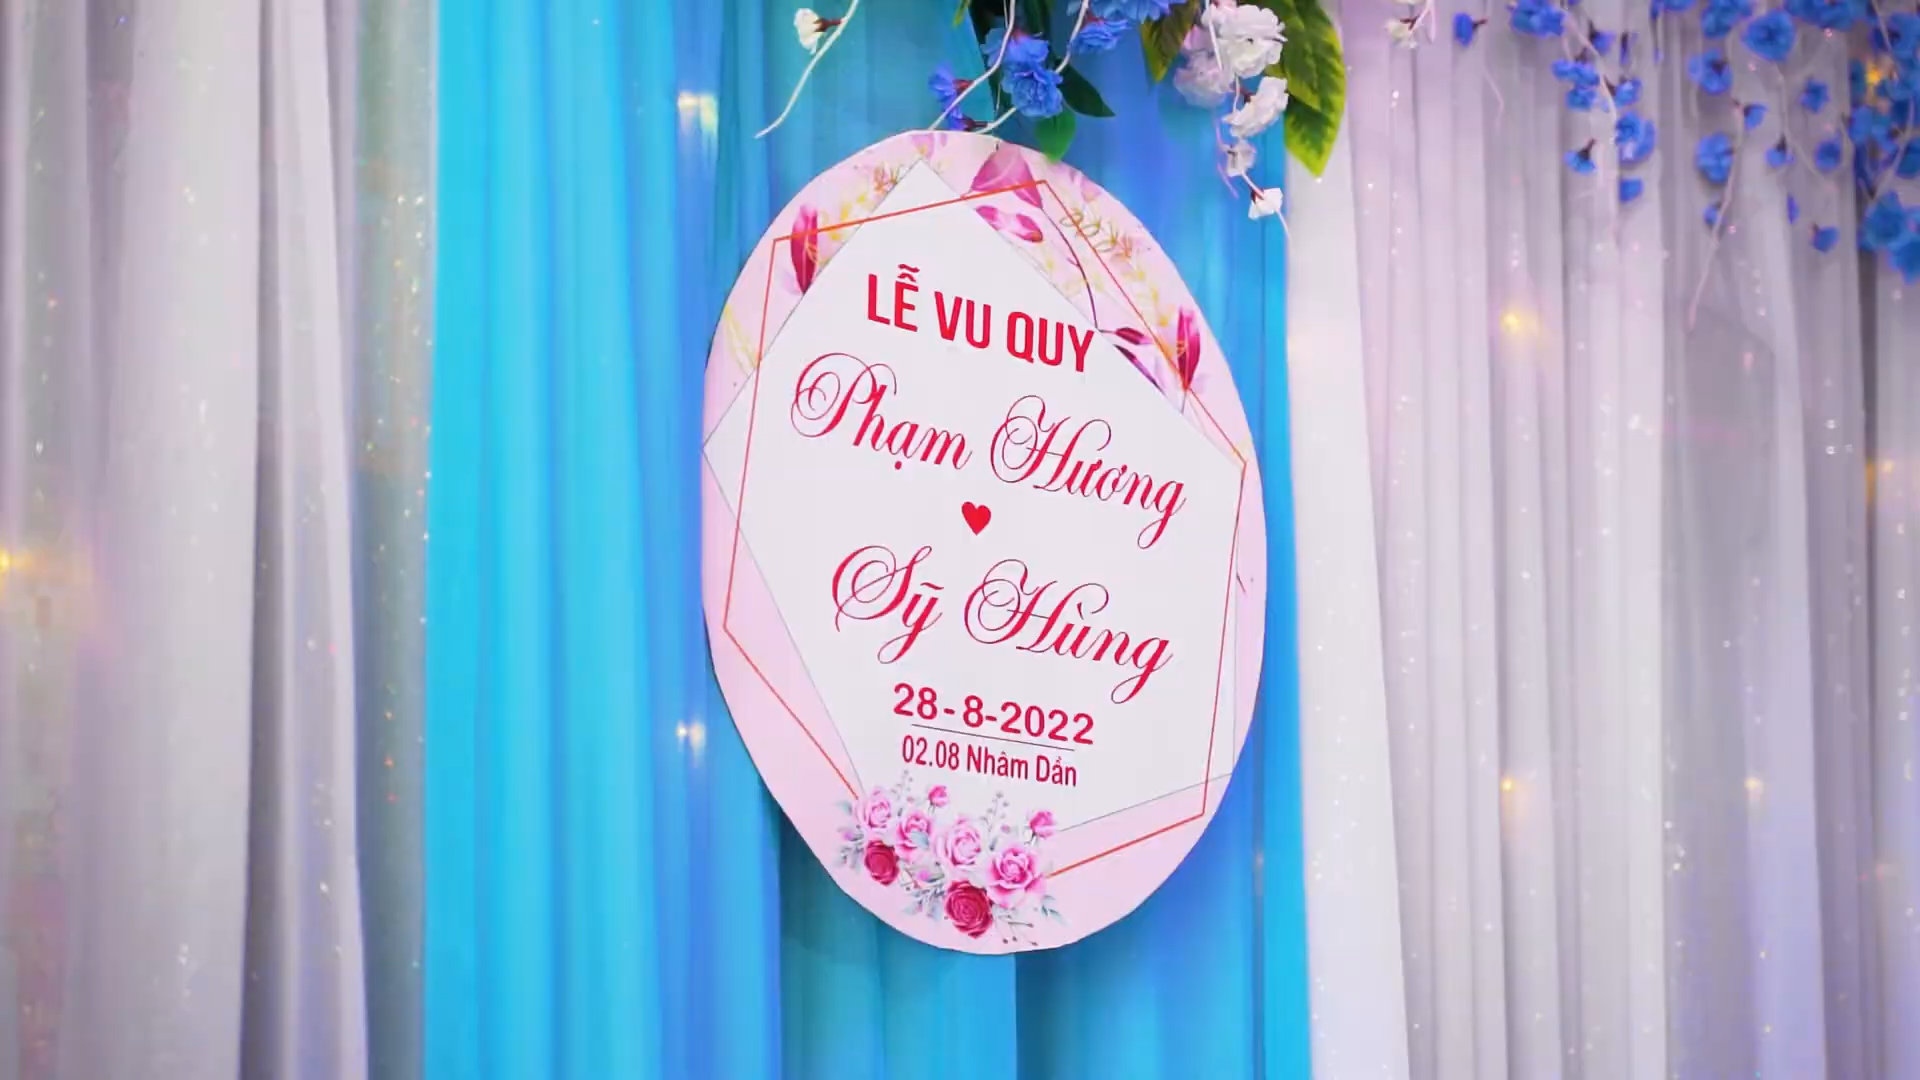 LỄ VU QUY
Phạm Hương
Sỹ Hùng
28-8-2022
02.08 Nhâm Dần